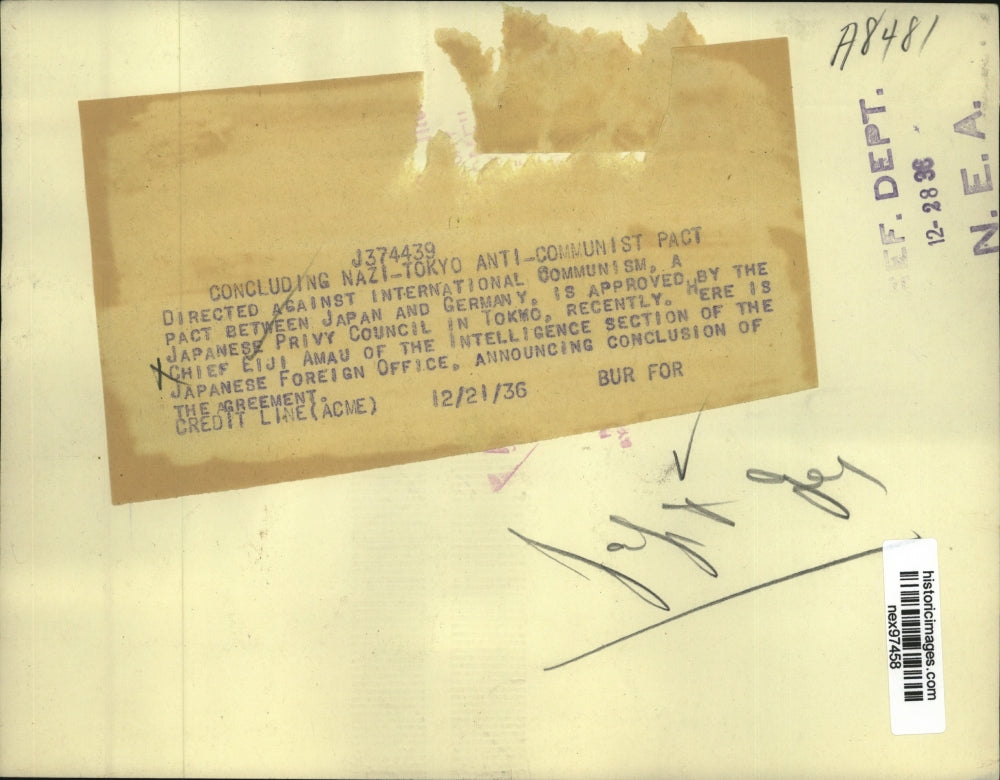 A8481
EF. DEPT.
12-28 36
N. E. A.
J374439
CONCLUDING NAZI-TOKYO ANTI-COMMUNIST PACT
DIRECTED AGAINST INTERNATIONAL COMMUNISM, A
PACT BETWEEN JAPAN AND GERMANY, IS APPROVED BY THE
JAPANESE PRIVY COUNCIL IN TOKYO, RECENTLY. HERE IS
CHIEF EIJI AMAU OF THE INTELLIGENCE SECTION OF THE
JAPANESE FOREIGN OFFICE, ANNOUNCING CONCLUSION OF
THE AGREEMENT.
CREDIT LINE(ACME) 12/21/36 BUR FOR
historicimages.com
nex97458